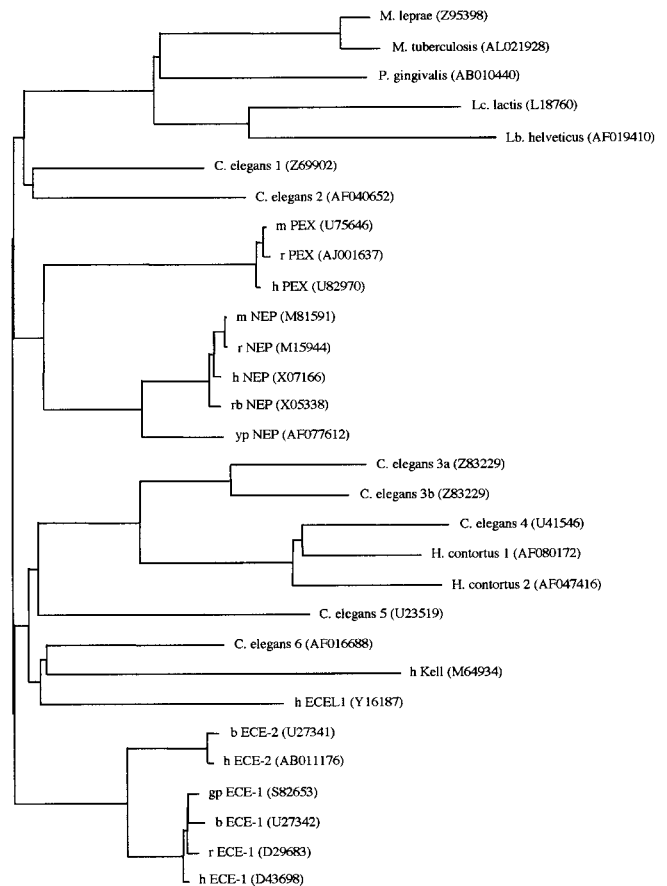 M. leprae (Z95398)
M. tuberculosis (AL021928)
P. gingivalis (AB010440)
Lc. lactis (L18760)
Lb. helveticus (AF019410)
C. elegans 1 (Z69902)
C. elegans 2 (AF040652)
m PEX (U75646)
r PEX (AJ001637)
h PEX (U82970)
m NEP (M81591)
r NEP (M15944)
h NEP (X07166)
rb NEP (X05338)
yp NEP (AF077612)
C. elegans 3a (Z83229)
C. elegans 3b (Z83229)
C. elegans 4 (U41546)
H. contortus 1 (AF080172)
H. contortus 2 (AF047416)
C. elegans 5 (U23519)
C. elegans 6 (AF016688)
h Kell (M64934)
h ECEL1 (Y16187)
b ECE-2 (U27341)
h ECE-2 (AB011176)
gp ECE-1 (S82653)
b ECE-1 (U27342)
r ECE-1 (D29683)
h ECE-1 (D43698)